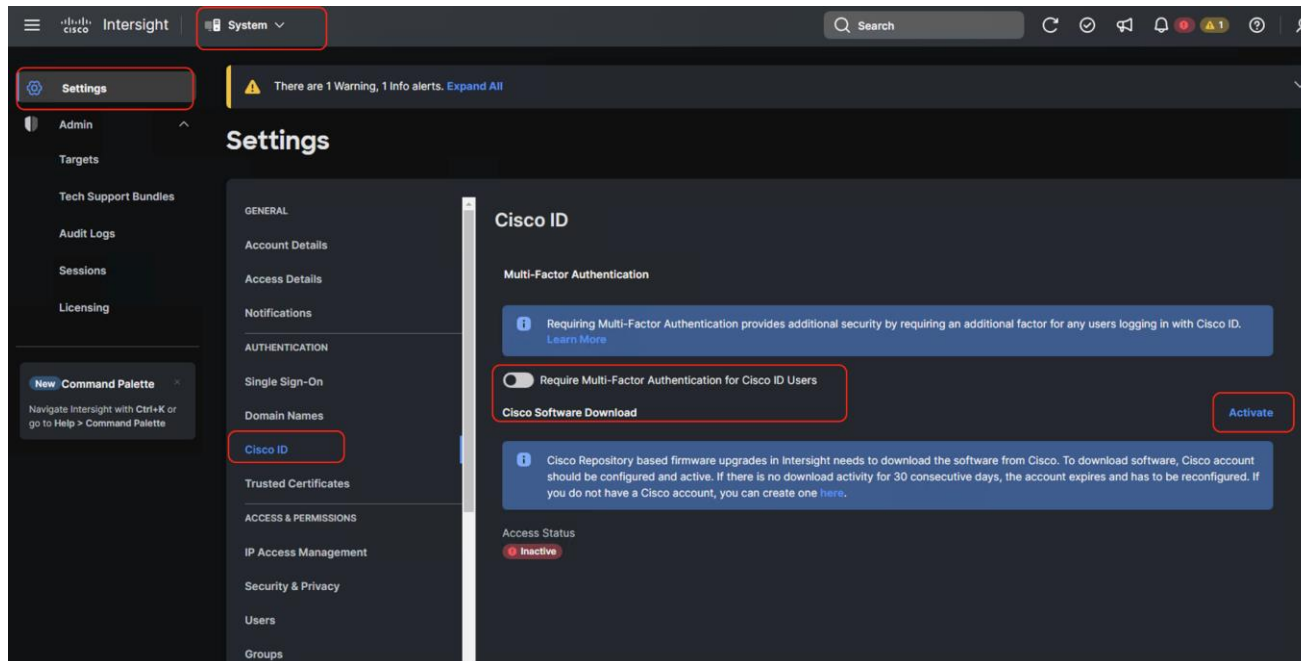 cisco Intersight
System
Search
1
Settings
Admin
Targets
Tech Support Bundles
Audit Logs
Sessions
Licensing
New Command Palette
Navigate Intersight with Ctrl+K or
go to Help > Command Palette
There are 1 Warning, 1 Info alerts. Expand All
Settings
GENERAL
Account Details
Access Details
Notifications
AUTHENTICATION
Single Sign-On
Domain Names
Cisco ID
Trusted Certificates
ACCESS & PERMISSIONS
IP Access Management
Security & Privacy
Users
Groups
Cisco ID
Multi-Factor Authentication
Requiring Multi-Factor Authentication provides additional security by requiring an additional factor for any users logging in with Cisco ID.
Learn More
Require Multi-Factor Authentication for Cisco ID Users
Cisco Software Download
Activate
Cisco Repository based firmware upgrades in Intersight needs to download the software from Cisco. To download software, Cisco account
should be configured and active. If there is no download activity for 30 consecutive days, the account expires and has to be reconfigured. If
you do not have a Cisco account, you can create one here.
Access Status
Inactive